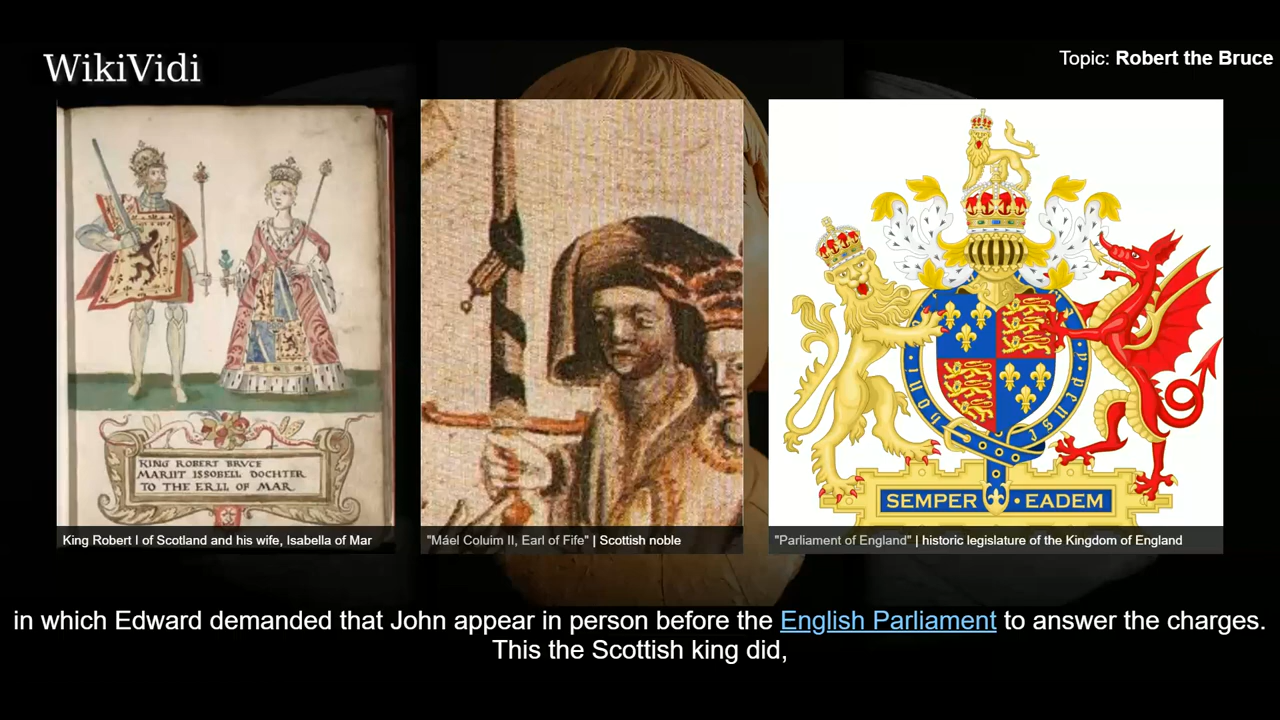 WikiVidi
Topic: Robert the Bruce
KING ROBERT BRVCE
MARIIT ISSOBELL DOCHTER
TO THE ERLL OF MAR
SEMPER EADEM
King Robert I of Scotland and his wife, Isabella of Mar
"Máel Coluim II, Earl of Fife" | Scottish noble
"Parliament of England" | historic legislature of the Kingdom of England
in which Edward demanded that John appear in person before the English Parliament to answer the charges.
This the Scottish king did,